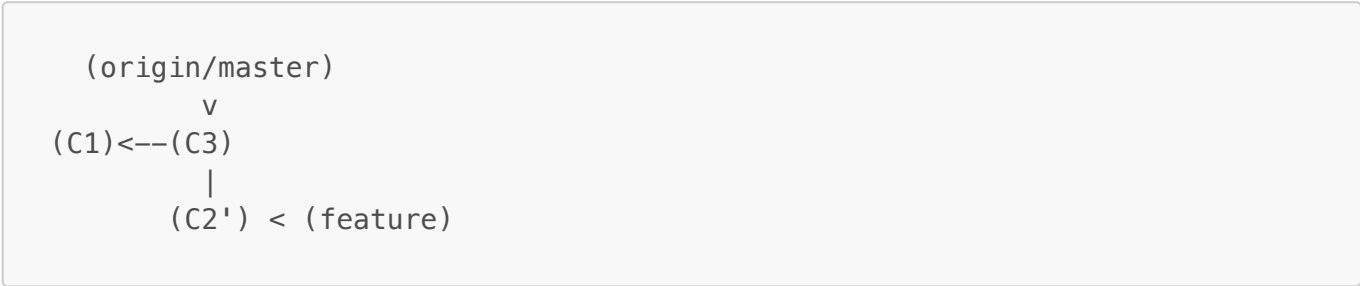 (origin/master)
v
(C1)<--(C3)
|
(C2') < (feature)